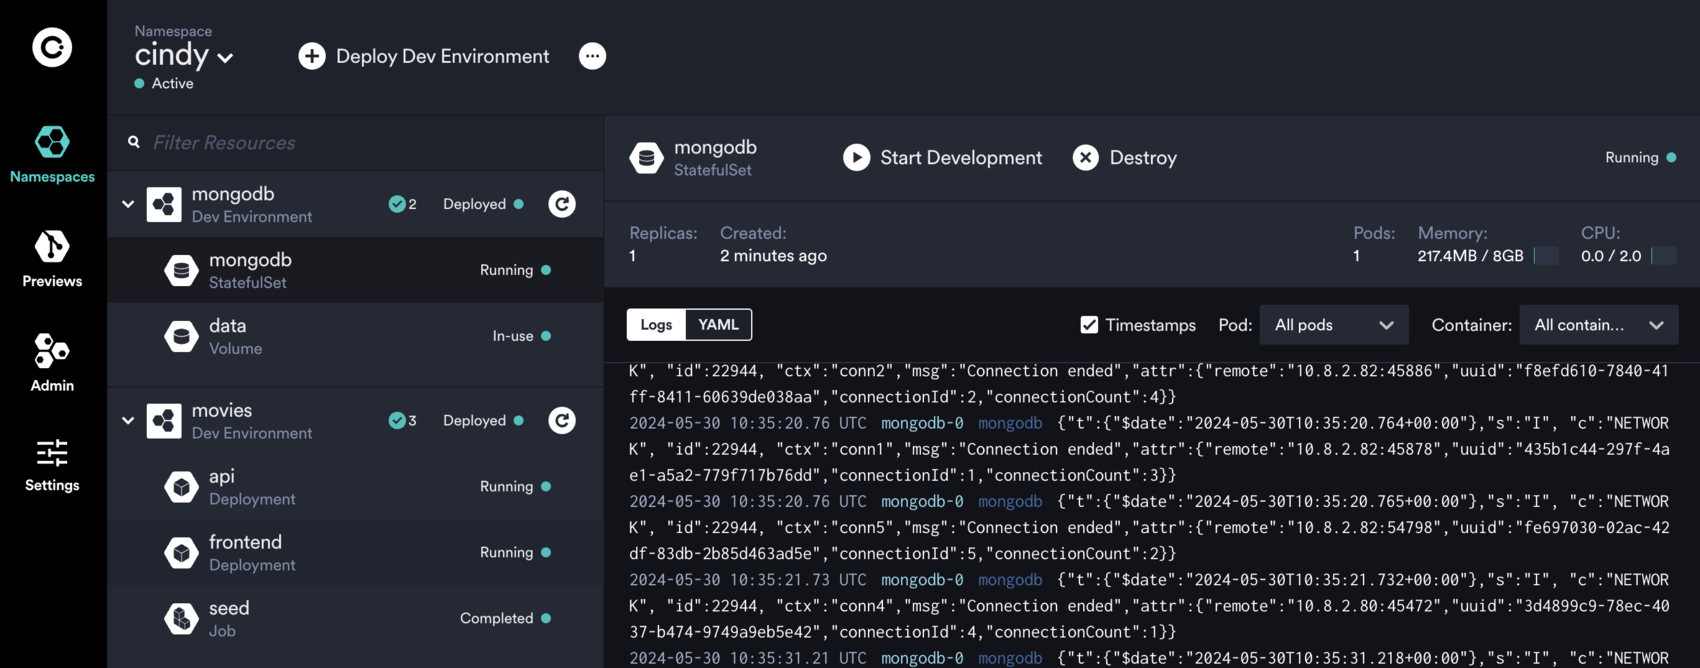 Namespace
cindy
Active
Deploy Dev Environment
Namespaces
Previews
Admin
Settings
Filter Resources
mongodb
Dev Environment
2
Deployed
mongodb
StatefulSet
Running
data
Volume
In-use
movies
Dev Environment
3
Deployed
api
Deployment
Running
frontend
Deployment
Running
seed
Job
Completed
mongodb
StatefulSet
Start Development
Destroy
Running
Replicas:
1
Created:
2 minutes ago
Pods:
1
Memory:
217.4MB / 8GB
CPU:
0.0 / 2.0
Logs
YAML
Timestamps
Pod:
All pods
Container:
All contain...
K", "id":22944, "ctx":"conn2","msg":"Connection ended","attr":{"remote":"10.8.2.82:45886","uuid":"f8efd610-7840-41
ff-8411-60639de038aa","connectionId":2,"connectionCount":4}}
2024-05-30 10:35:20.76 UTC mongodb-0 mongodb {"t":{"$date":"2024-05-30T10:35:20.764+00:00"},"s":"I", "c":"NETWOR
K", "id":22944, "ctx":"conn1","msg":"Connection ended","attr":{"remote":"10.8.2.82:45878","uuid":"435b1c44-297f-4a
e1-a5a2-779f717b76dd","connectionId":1,"connectionCount":3}}
2024-05-30 10:35:20.76 UTC mongodb-0 mongodb {"t":{"$date":"2024-05-30T10:35:20.765+00:00"},"s":"I", "c":"NETWOR
K", "id":22944, "ctx":"conn5","msg":"Connection ended","attr":{"remote":"10.8.2.82:54798","uuid":"fe697030-02ac-42
df-83db-2b85d463ad5e","connectionId":5,"connectionCount":2}}
2024-05-30 10:35:21.73 UTC mongodb-0 mongodb {"t":{"$date":"2024-05-30T10:35:21.732+00:00"},"s":"I", "c":"NETWOR
K", "id":22944, "ctx":"conn4","msg":"Connection ended","attr":{"remote":"10.8.2.80:45472","uuid":"3d4899c9-78ec-40
37-b474-9749a9eb5e42","connectionId":4,"connectionCount":1}}
2024-05-30 10:35:31.21 UTC mongodb-0 mongodb {"t":{"$date":"2024-05-30T10:35:31.218+00:00"},"s":"I", "c":"NETWOR